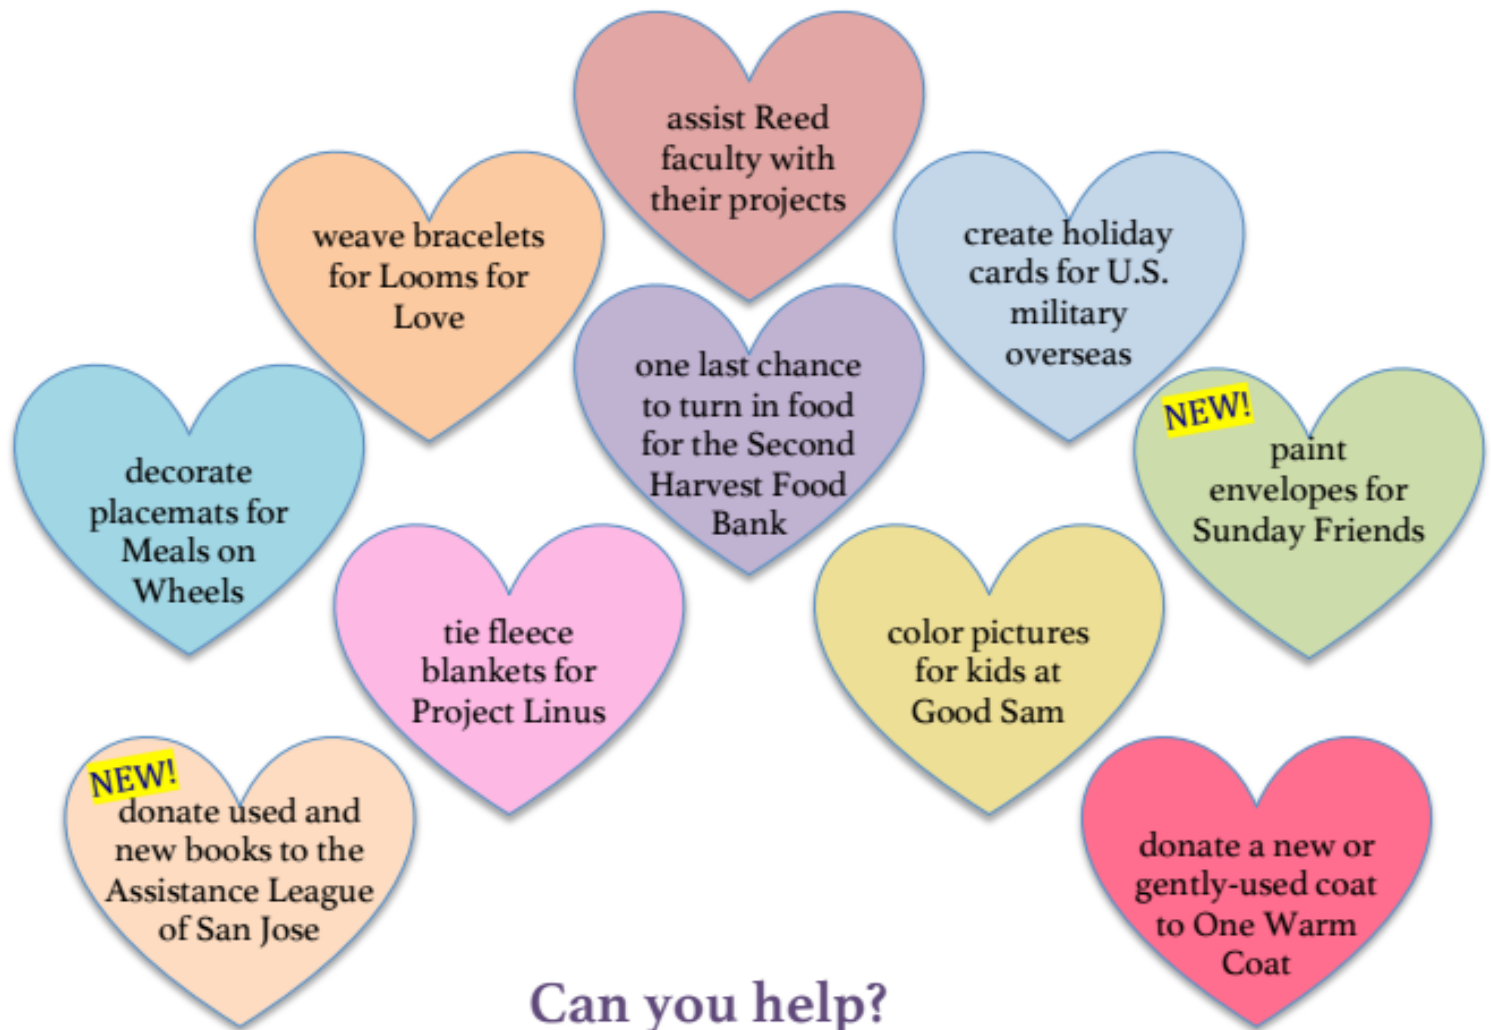 assist Reed
faculty with
their projects
weave bracelets
for Looms for
Love
create holiday
cards for U.S.
military
overseas
one last chance
to turn in food
for the Second
Harvest Food
Bank
decorate
placemats for
Meals on
Wheels
NEW!
paint
envelopes for
Sunday Friends
tie fleece
blankets for
Project Linus
color pictures
for kids at
Good Sam
NEW!
donate used and
new books to the
Assistance League
of San Jose
donate a new or
gently-used coat
to One Warm
Coat
Can you help?